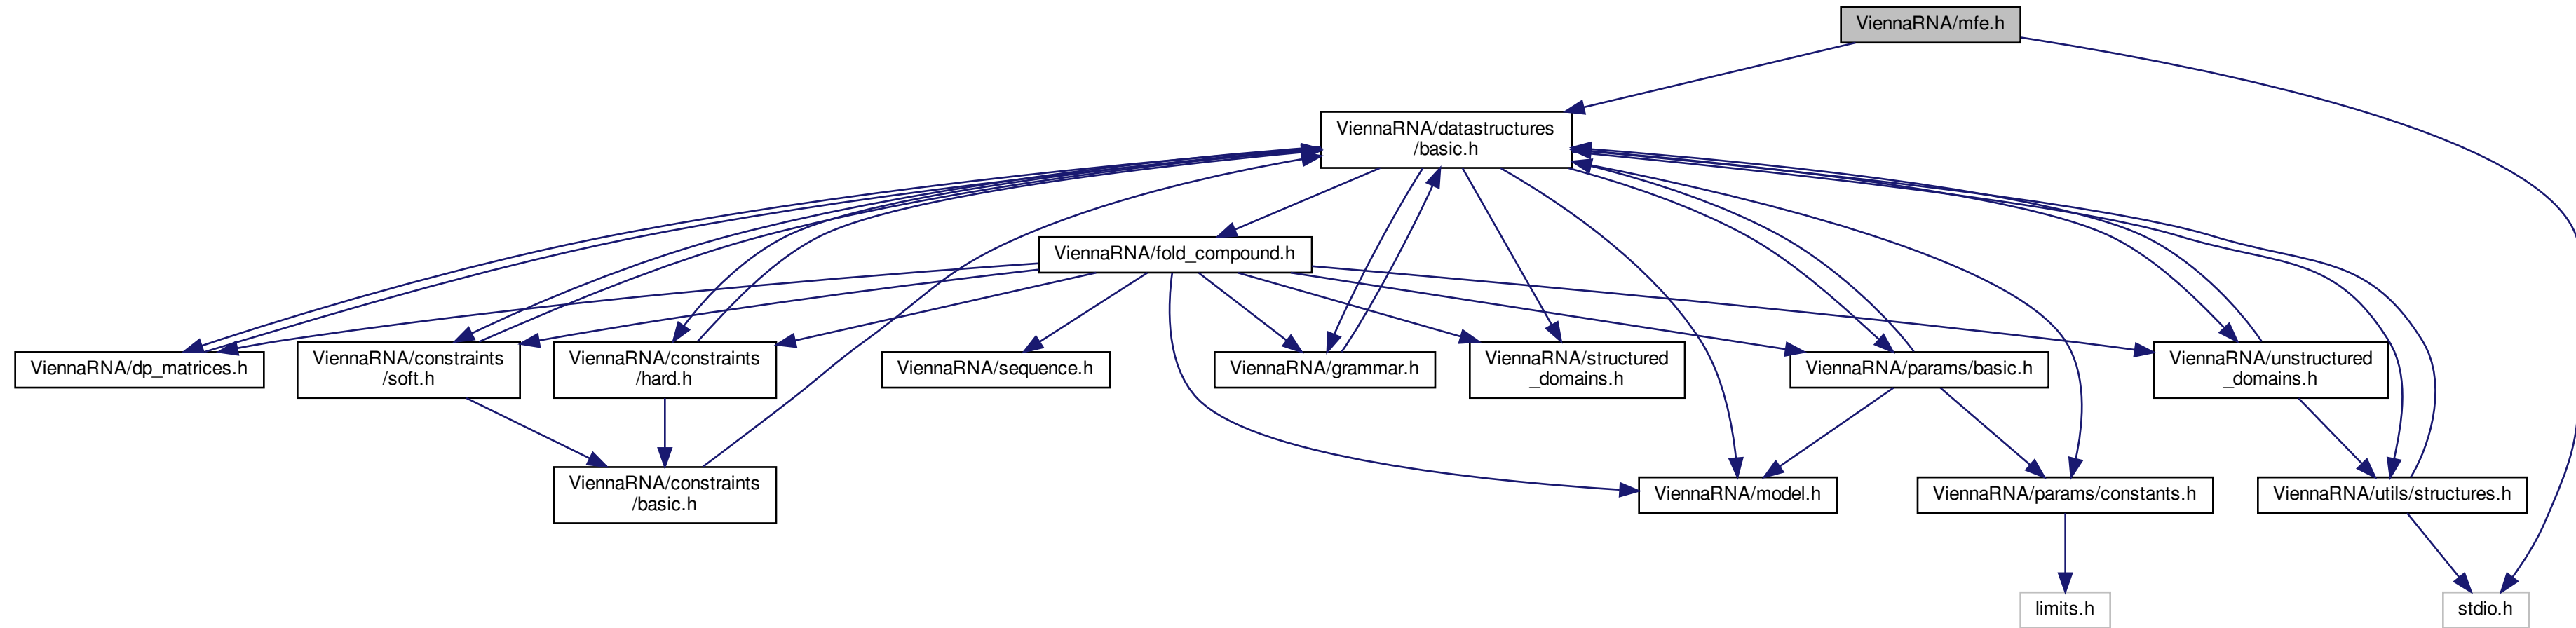 ViennaRNA/mfe.h
ViennaRNA/datastructures
/basic.h
ViennaRNA/fold_compound.h
ViennaRNA/dp_matrices.h
ViennaRNA/constraints
/soft.h
ViennaRNA/constraints
/hard.h
ViennaRNA/sequence.h
ViennaRNA/grammar.h
ViennaRNA/structured
_domains.h
ViennaRNA/params/basic.h
ViennaRNA/unstructured
_domains.h
ViennaRNA/constraints
/basic.h
ViennaRNA/model.h
ViennaRNA/params/constants.h
ViennaRNA/utils/structures.h
limits.h
stdio.h